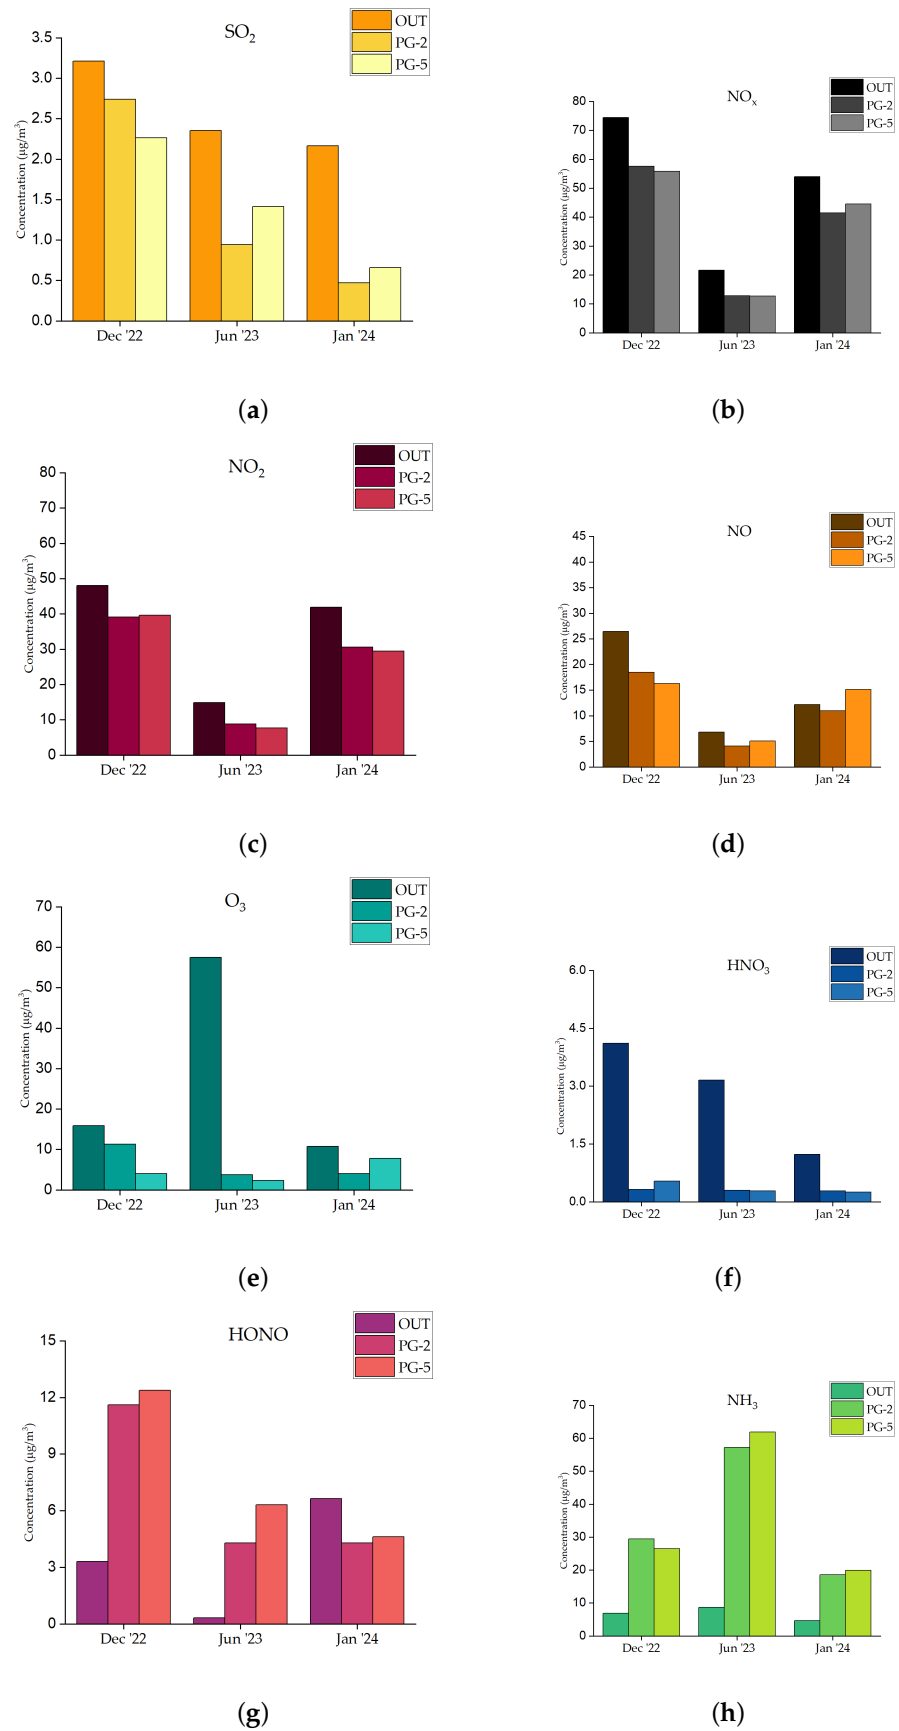 SO2
OUT
PG-2
PG-5
Concentration (µg/m3)
3.5
3.0
2.5
2.0
1.5
1.0
0.5
0.0
Dec '22
Jun '23
Jan '24
(a)
NOx
OUT
PG-2
PG-5
Concentration (µg/m3)
80
70
60
50
40
30
20
10
0
Dec '22
Jun '23
Jan '24
(b)
NO2
OUT
PG-2
PG-5
Concentration (µg/m3)
80
70
60
50
40
30
20
10
0
Dec '22
Jun '23
Jan '24
(c)
NO
OUT
PG-2
PG-5
Concentration (µg/m3)
45
40
35
30
25
20
15
10
5
0
Dec '22
Jun '23
Jan '24
(d)
O3
OUT
PG-2
PG-5
Concentration (µg/m3)
70
60
50
40
30
20
10
0
Dec '22
Jun '23
Jan '24
(e)
HNO3
OUT
PG-2
PG-5
Concentration (µg/m3)
6.0
4.5
3.0
1.5
0.0
Dec '22
Jun '23
Jan '24
(f)
HONO
OUT
PG-2
PG-5
Concentration (µg/m3)
15
12
9
6
3
0
Dec '22
Jun '23
Jan '24
(g)
NH3
OUT
PG-2
PG-5
Concentration (µg/m3)
70
60
50
40
30
20
10
0
Dec '22
Jun '23
Jan '24
(h)